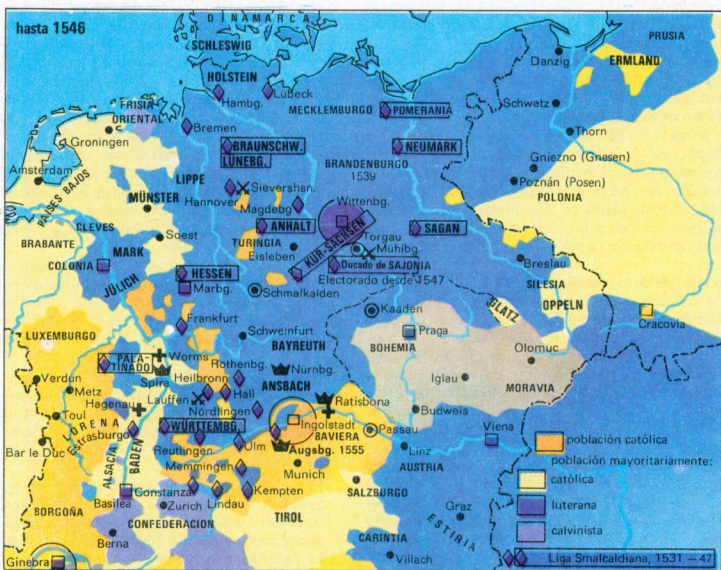 hasta 1546
DINAMARCA
SCHLESWIG
PRUSIA
ERMLAND
Danzig
HOLSTEIN
Lübeck
Hambg.
MECKLEMBURGO
POMERANIA
Schwetz
FRISIA
ORIENTAL
Groningen
Bremen
BRAUNSCHW.
LÜNEBG.
NEUMARK
Thorn
Gniezno (Gnesen)
Poznán (Posen)
POLONIA
BRANDENBURGO
1539
Amsterdam
PAISES BAJOS
MÜNSTER
LIPPE
Sievershsn.
Hannover
Magdebg.
Wittenbg.
CLEVES
BRABANTE
MARK
Soest
ANHALT
SAGAN
TURINGIA
Eisleben
KUR-SACHSEN
Torgau
Mühlbg.
COLONIA
JÜLICH
HESSEN
Marbg.
Ducado de SAJONIA
Electorado desde 1547
Breslau
SILESIA
OPPELN
Schmalkalden
Kaaden
GLATZ
Cracovia
Frankfurt
Schweinfurt
BAYREUTH
Praga
BOHEMIA
LUXEMBURGO
PALA-
TINADO
Worms
Rothenbg.
Nürnbg.
Olomuc
MORAVIA
Iglau
Verdun
Metz
Spira
Heilbronn
ANSBACH
Hagenau
Lauffen
Hall
Ratisbona
Budweis
Toul
LORENA
Nördlingen
Estrasburgo
WÜRTTEMBG.
Ingolstadt
Passau
Viena
Bar le Duc
ALSACIA
BADEN
Reutlingen
Ulm
BAVIERA
Augsbg. 1555
Linz
AUSTRIA
Memmingen
Munich
Constanza
Basilea
Zurich
Lindau
Kempten
SALZBURGO
BORGOÑA
CONFEDERACION
TIROL
Graz
ESTIRIA
Berna
CARINTIA
Villach
Ginebra
población católica
población mayoritariamente:
católica
luterana
calvinista
Liga Smalcaldiana, 1531—47